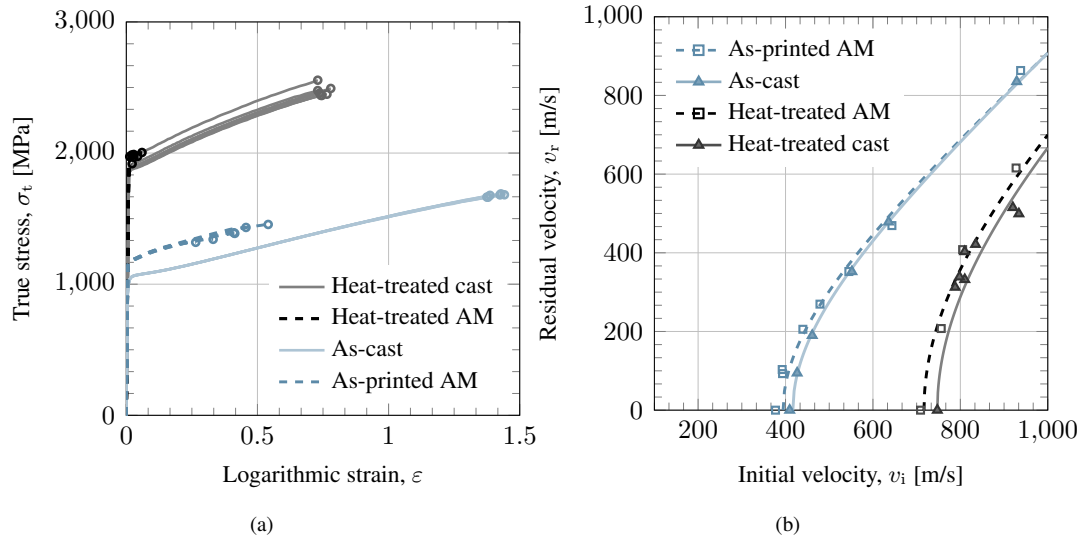 3,000
2,000
1,000
0
0
0.5
1
1.5
True stress, σt [MPa]
Logarithmic strain, ε
Heat-treated cast
Heat-treated AM
As-cast
As-printed AM
(a)
1,000
800
600
400
200
0
200
400
600
800
1,000
Residual velocity, vr [m/s]
Initial velocity, vi [m/s]
As-printed AM
As-cast
Heat-treated AM
Heat-treated cast
(b)